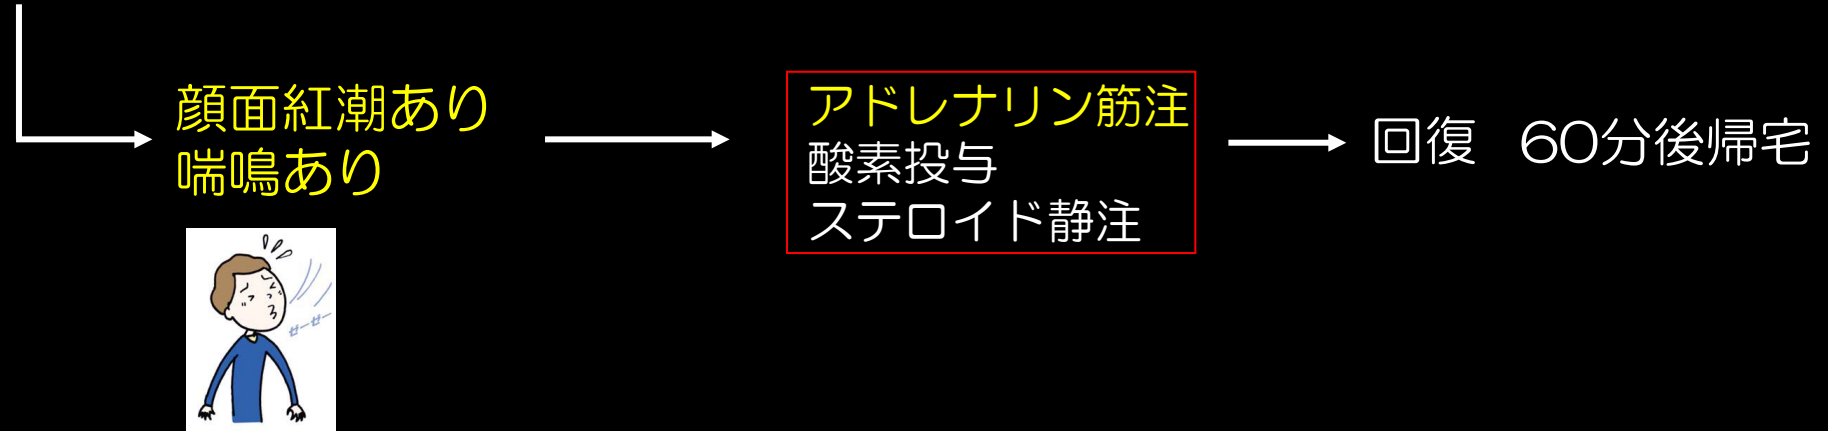 顔面紅潮あり
喘鳴あり
アドレナリン筋注
酸素投与
ステロイド静注
回復 60分後帰宅
ゼーゼー